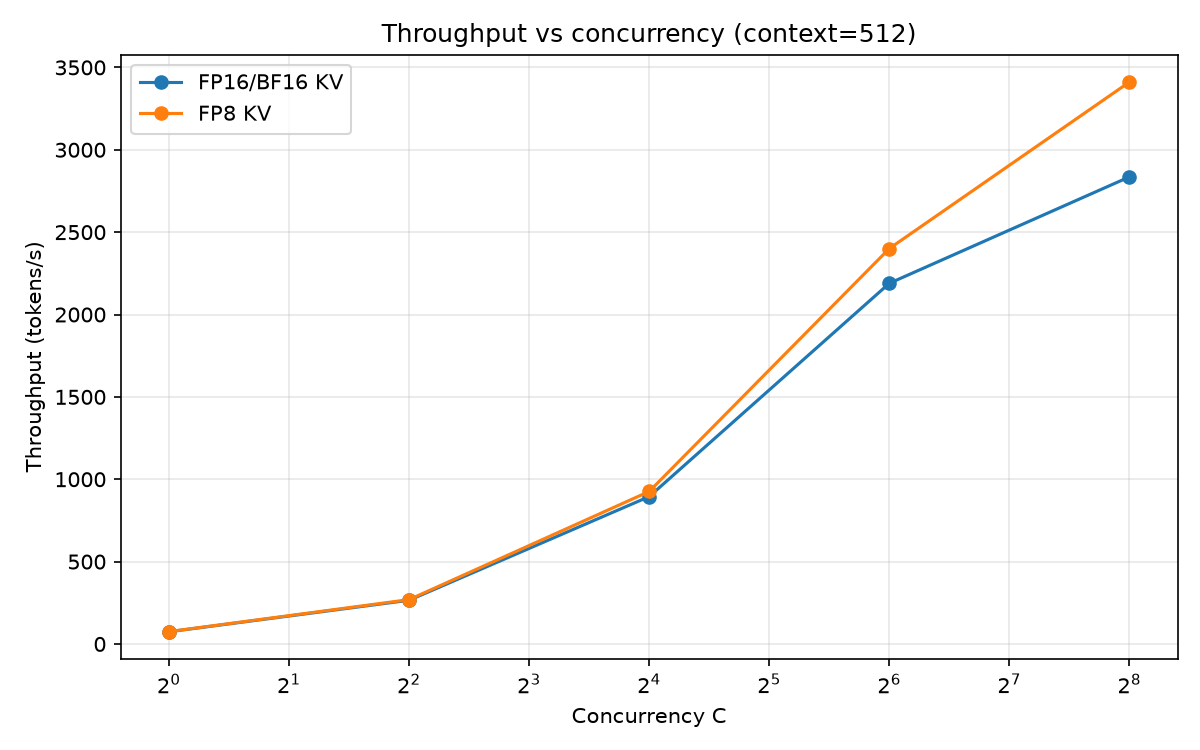 Throughput vs concurrency (context=512)
FP16/BF16 KV
FP8 KV
Throughput (tokens/s)
3500
3000
2500
2000
1500
1000
500
0
2⁰ 2¹ 2² 2³ 2⁴ 2⁵ 2⁶ 2⁷ 2⁸
Concurrency C